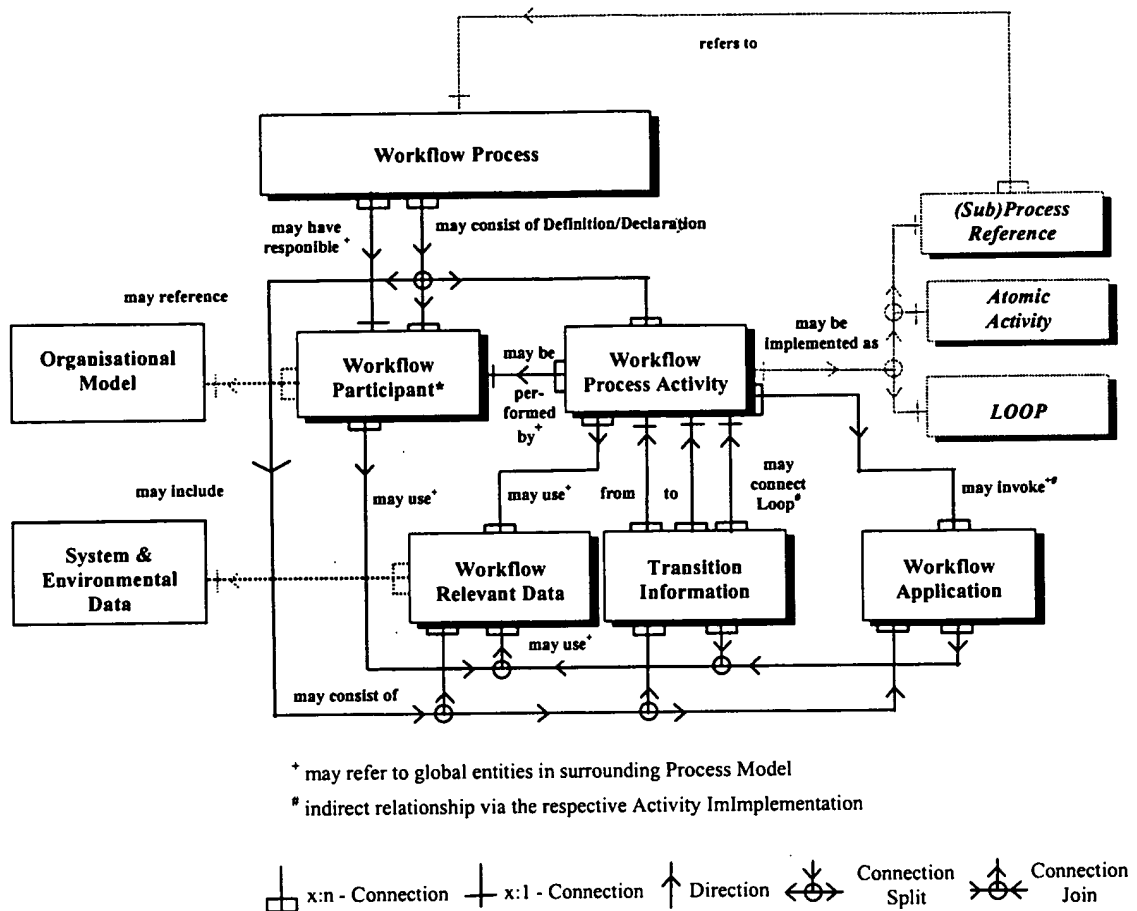 refers to
Workflow Process
may have
responible +
may consist of Definition/Declaration
(Sub)Process
Reference
may reference
Atomic
Activity
may be
implemented as
Organisational
Model
Workflow
Participant*
may be
per-
formed
by+
Workflow
Process Activity
LOOP
may include
may use+
may use+
from
to
may
connect
Loop#
may invoke+#
System &
Environmental
Data
Workflow
Relevant Data
Transition
Information
Workflow
Application
may use+
may consist of
+ may refer to global entities in surrounding Process Model
# indirect relationship via the respective Activity ImImplementation
x:n - Connection
x:1 - Connection
Direction
Connection
Split
Connection
Join